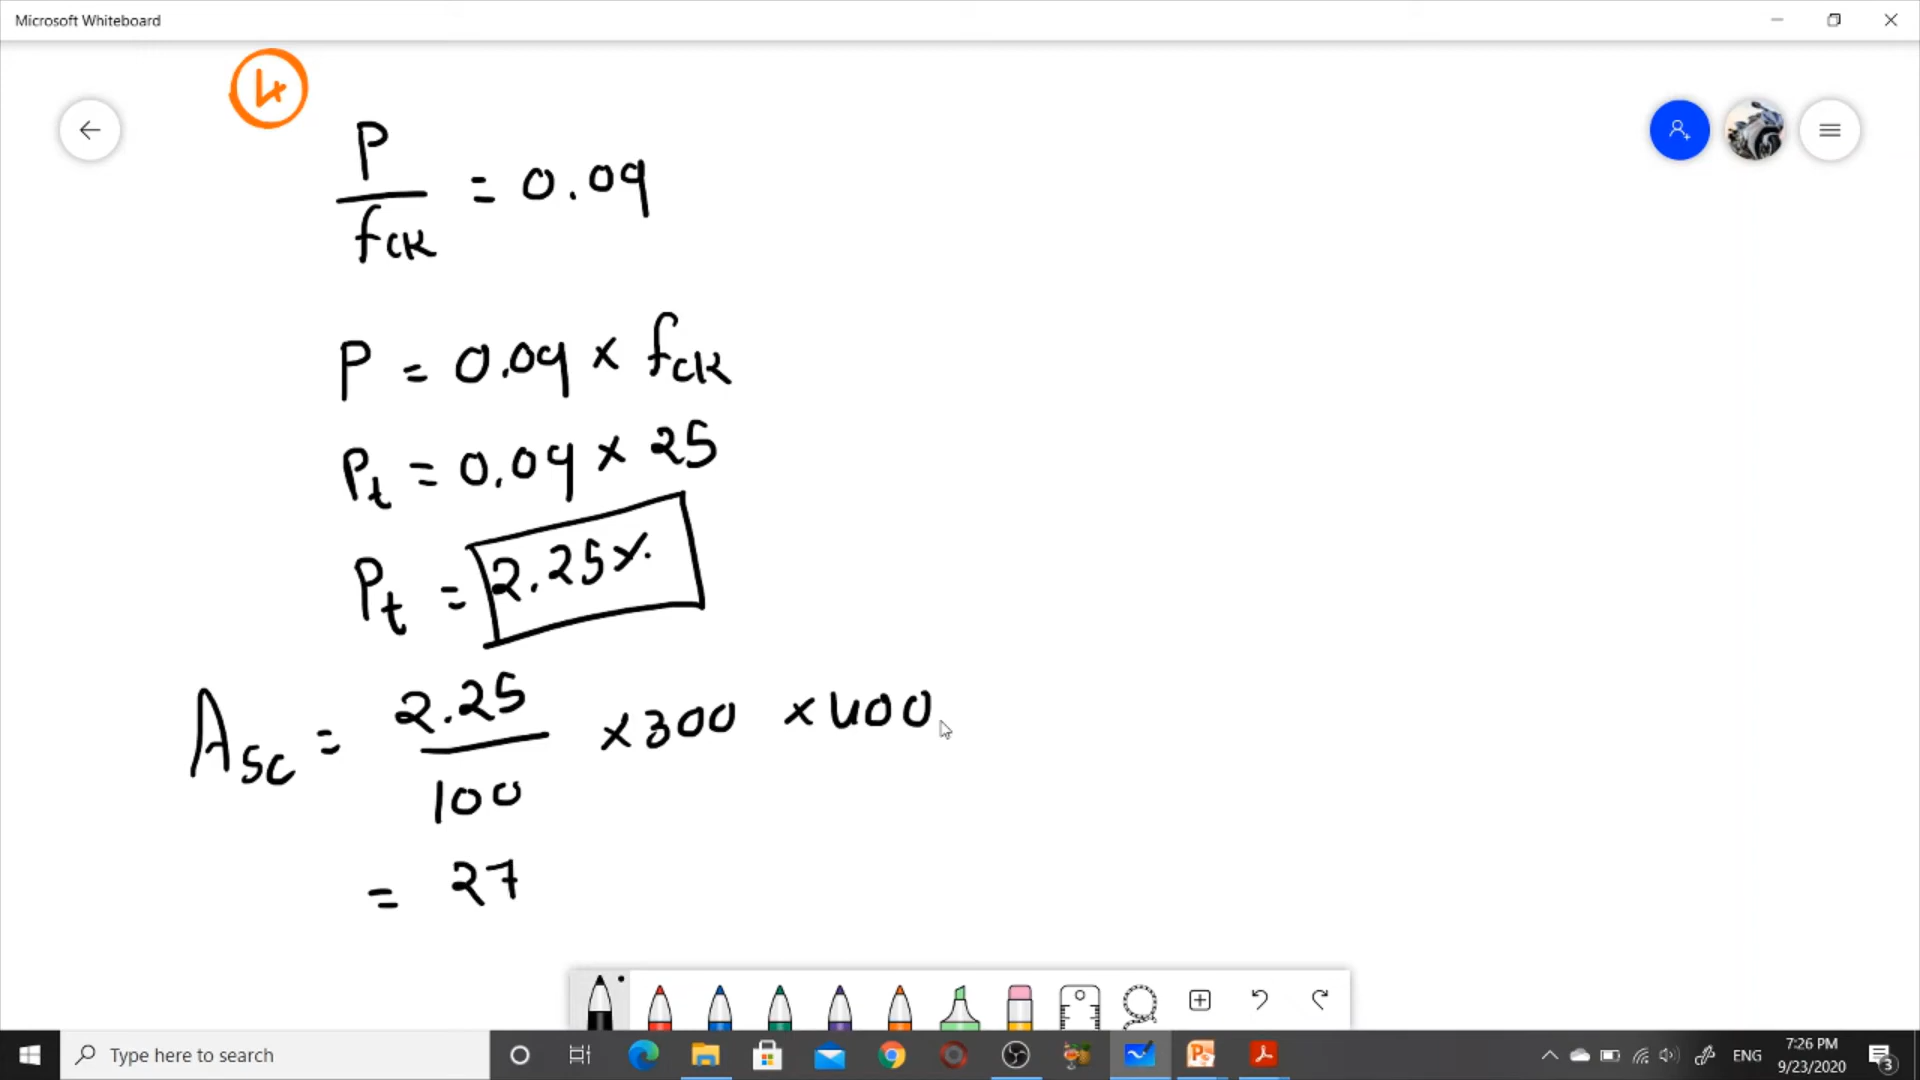 Microsoft Whiteboard
4
P
fck
= 0.09
P = 0.09 × fck
Pt = 0.09 × 25
Pt = 2.25%
Asc = 2.25 × 300 × 400
100
= 27
Type here to search
ENG
7:26 PM
9/23/2020
3